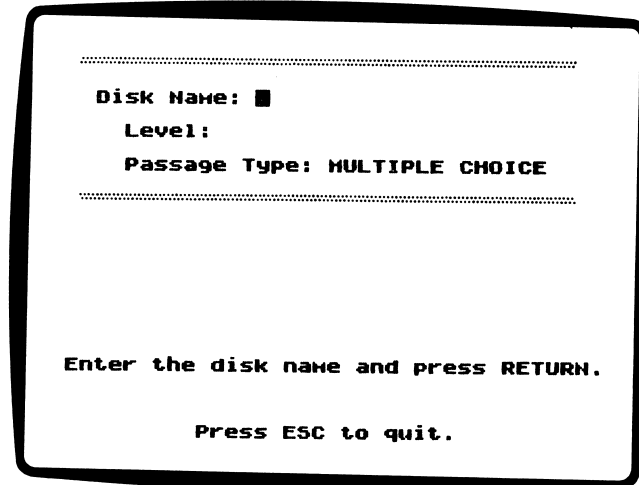 Disk Name:
Level:
Passage Type: MULTIPLE CHOICE
Enter the disk name and press RETURN.
Press ESC to quit.